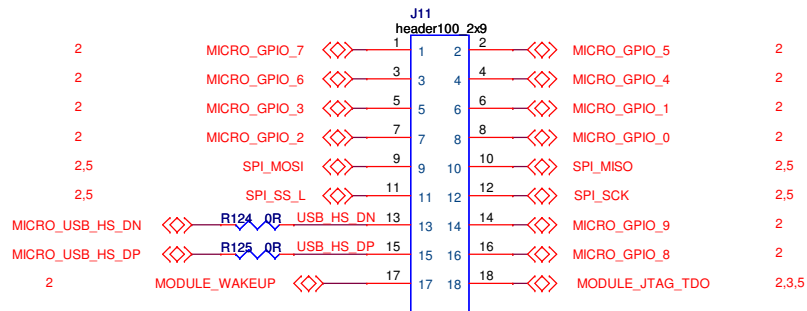 J11
header100_2x9
2 MICRO_GPIO_7 1 1 2 2 MICRO_GPIO_5 2
2 MICRO_GPIO_6 3 3 4 4 MICRO_GPIO_4 2
2 MICRO_GPIO_3 5 5 6 6 MICRO_GPIO_1 2
2 MICRO_GPIO_2 7 7 8 8 MICRO_GPIO_0 2
2,5 SPI_MOSI 9 9 10 10 SPI_MISO 2,5
2,5 SPI_SS_L 11 11 12 12 SPI_SCK 2,5
MICRO_USB_HS_DN R124 0R USB_HS_DN 13 13 14 14 MICRO_GPIO_9 2
MICRO_USB_HS_DP R125 0R USB_HS_DP 15 15 16 16 MICRO_GPIO_8 2
2 MODULE_WAKEUP 17 17 18 18 MODULE_JTAG_TDO 2,3,5